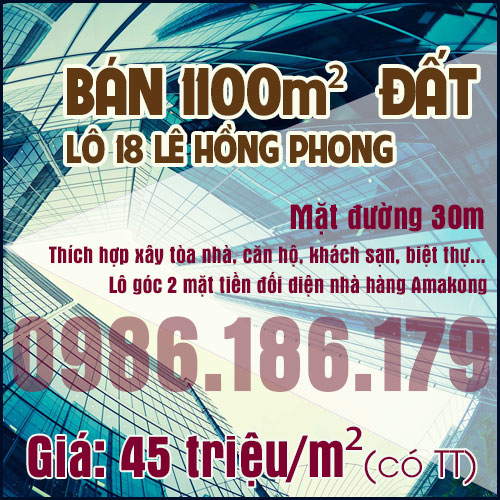 BÁN 1100m² ĐẤT
LÔ 18 LÊ HỒNG PHONG
Mặt đường 30m
Thích hợp xây tòa nhà, căn hộ, khách sạn, biệt thự...
Lô góc 2 mặt tiền đối diện nhà hàng Amakong
0986.186.179
Giá: 45 triệu/m² (có TT)